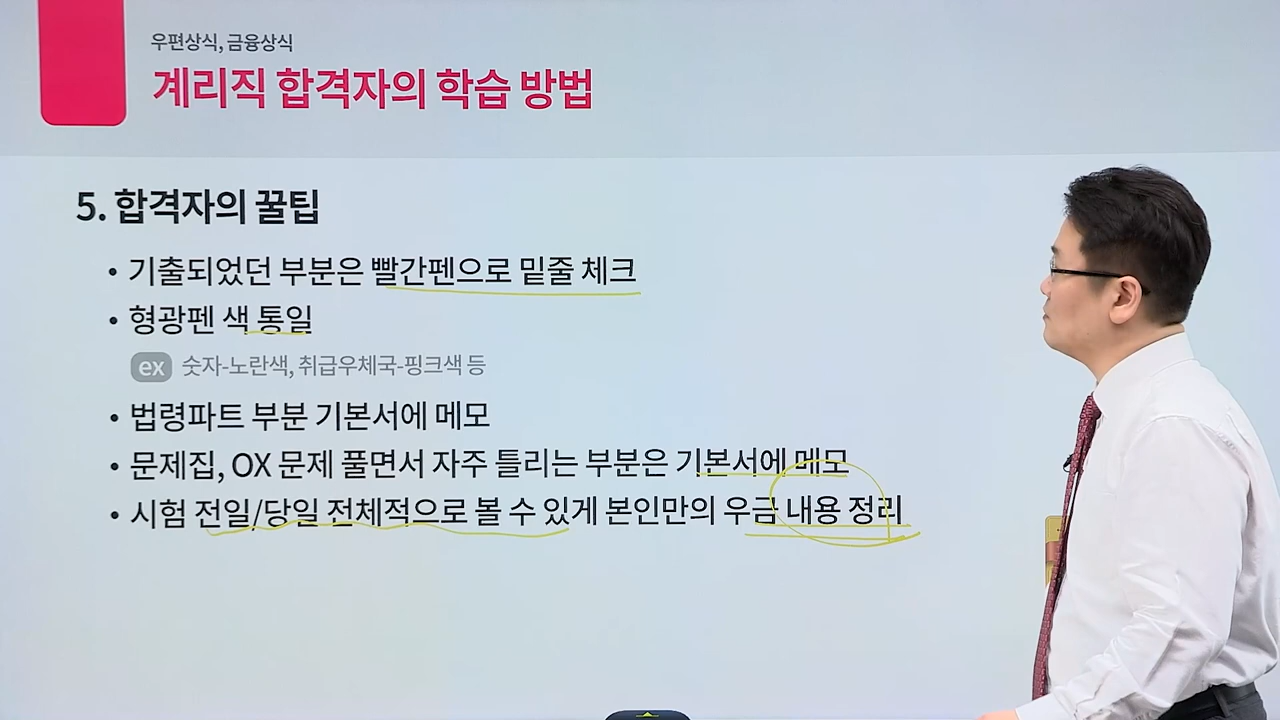 우편상식, 금융상식
계리직 합격자의 학습 방법
5. 합격자의 꿀팁
• 기출되었던 부분은 빨간펜으로 밑줄 체크
• 형광펜 색 통일
ex 숫자-노란색, 취급우체국-핑크색 등
• 법령파트 부분 기본서에 메모
• 문제집, OX 문제 풀면서 자주 틀리는 부분은 기본서에 메모
• 시험 전일/당일 전체적으로 볼 수 있게 본인만의 우금 내용 정리